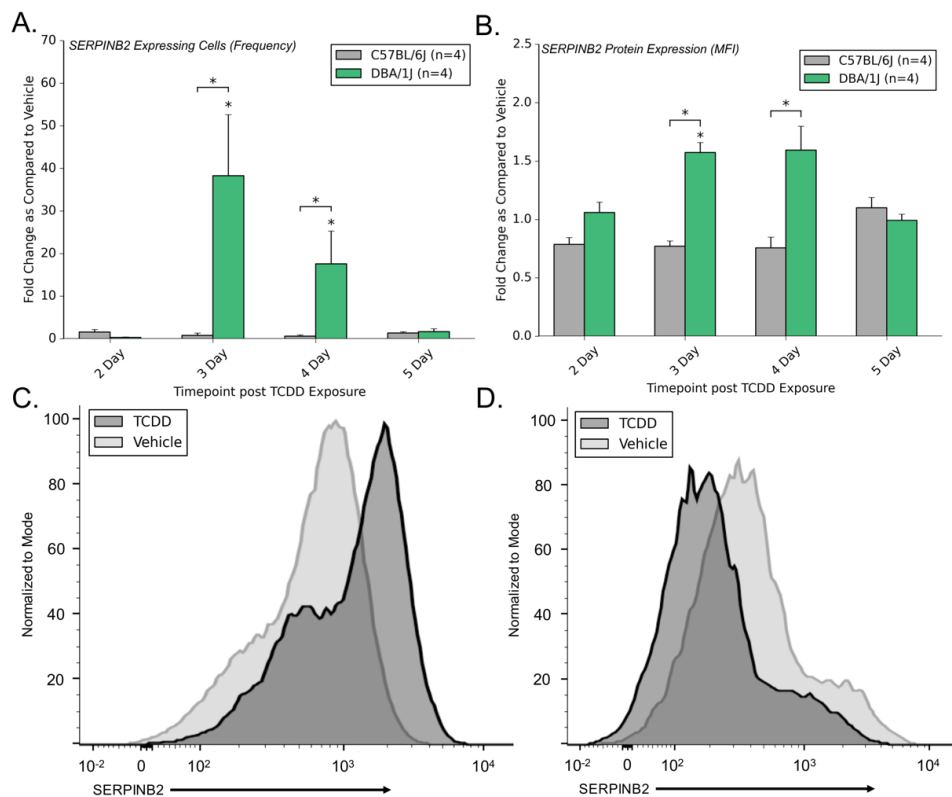 A.
SERPINB2 Expressing Cells (Frequency)
C57BL/6J (n=4)
DBA/1J (n=4)
Fold Change as Compared to Vehicle
70
60
50
40
30
20
10
0
*
*
*
*
2 Day
3 Day
4 Day
5 Day
Timepoint post TCDD Exposure
B.
SERPINB2 Protein Expression (MFI)
C57BL/6J (n=4)
DBA/1J (n=4)
Fold Change as Compared to Vehicle
2.5
2.0
1.5
1.0
0.5
0.0
*
*
*
2 Day
3 Day
4 Day
5 Day
Timepoint post TCDD Exposure
C.
TCDD
Vehicle
Normalized to Mode
100
80
60
40
20
10-2
0
10²
10³
10⁴
SERPINB2
D.
TCDD
Vehicle
Normalized to Mode
100
80
60
40
20
10-2
0
10²
10³
10⁴
SERPINB2